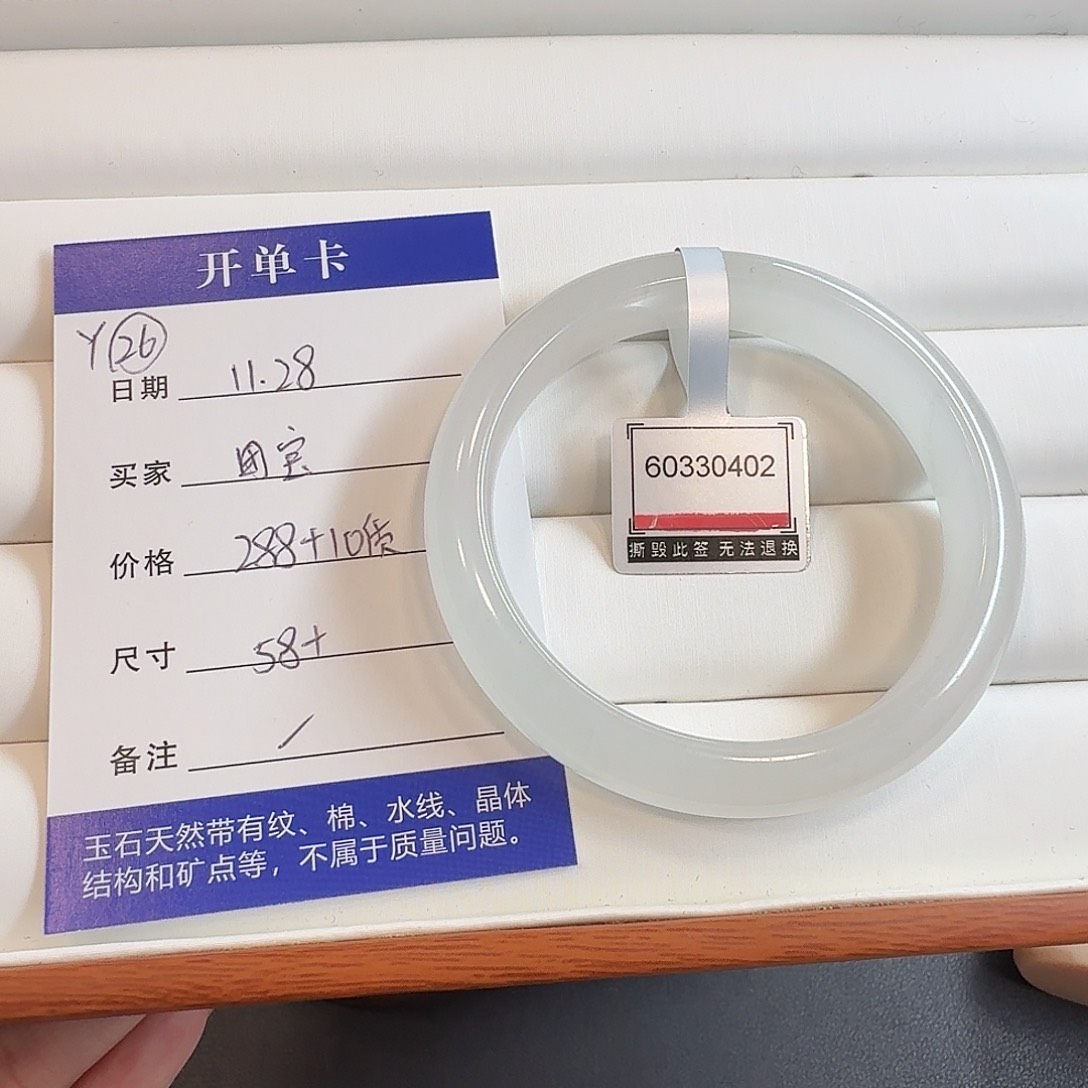 开单卡
Y26
日期 11.28
买家 团宝
价格 288+10货
尺寸 58+
备注 /
玉石天然带有纹、棉、水线、晶体
结构和矿点等，不属于质量问题。
60330402
撕毁此签 无法退换